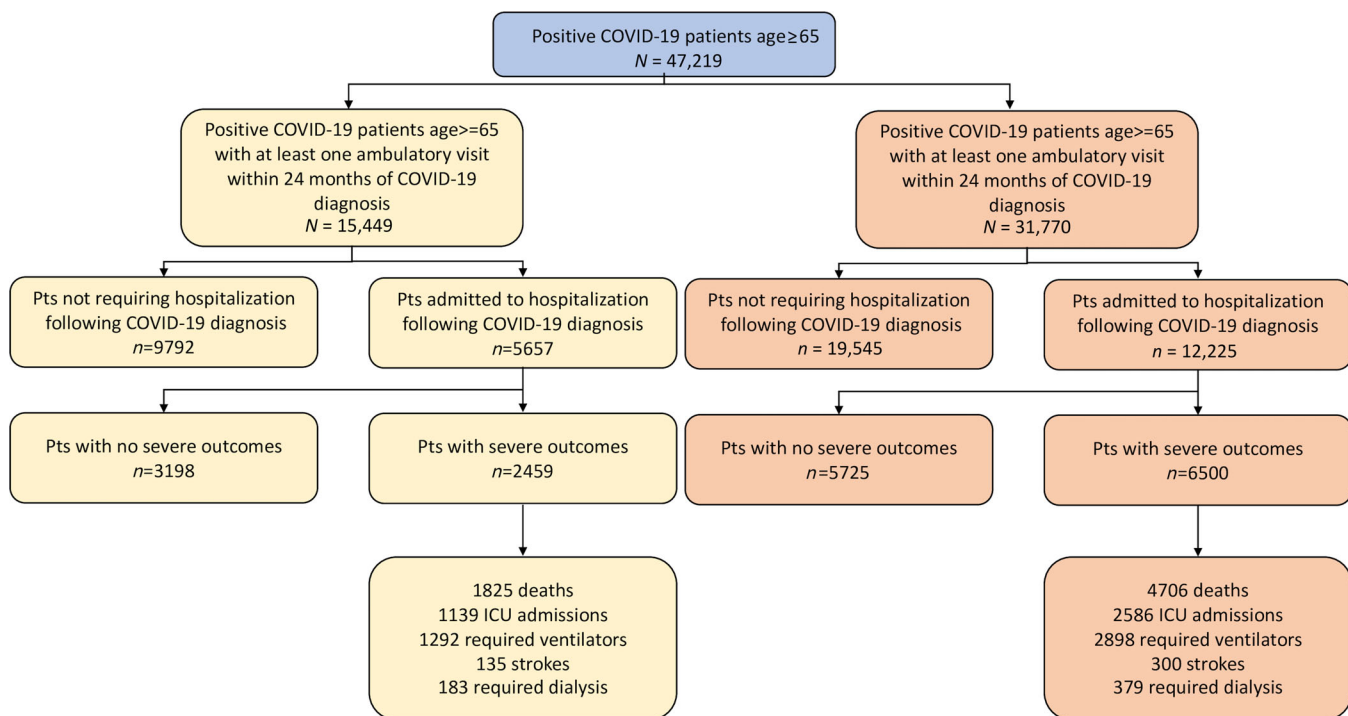 Positive COVID-19 patients age≥65
N = 47,219
Positive COVID-19 patients age>=65
with at least one ambulatory visit
within 24 months of COVID-19
diagnosis
N = 15,449
Positive COVID-19 patients age>=65
with at least one ambulatory visit
within 24 months of COVID-19
diagnosis
N = 31,770
Pts not requiring hospitalization
following COVID-19 diagnosis
n=9792
Pts admitted to hospitalization
following COVID-19 diagnosis
n=5657
Pts not requiring hospitalization
following COVID-19 diagnosis
n = 19,545
Pts admitted to hospitalization
following COVID-19 diagnosis
n = 12,225
Pts with no severe outcomes
n=3198
Pts with severe outcomes
n=2459
Pts with no severe outcomes
n=5725
Pts with severe outcomes
n=6500
1825 deaths
1139 ICU admissions
1292 required ventilators
135 strokes
183 required dialysis
4706 deaths
2586 ICU admissions
2898 required ventilators
300 strokes
379 required dialysis